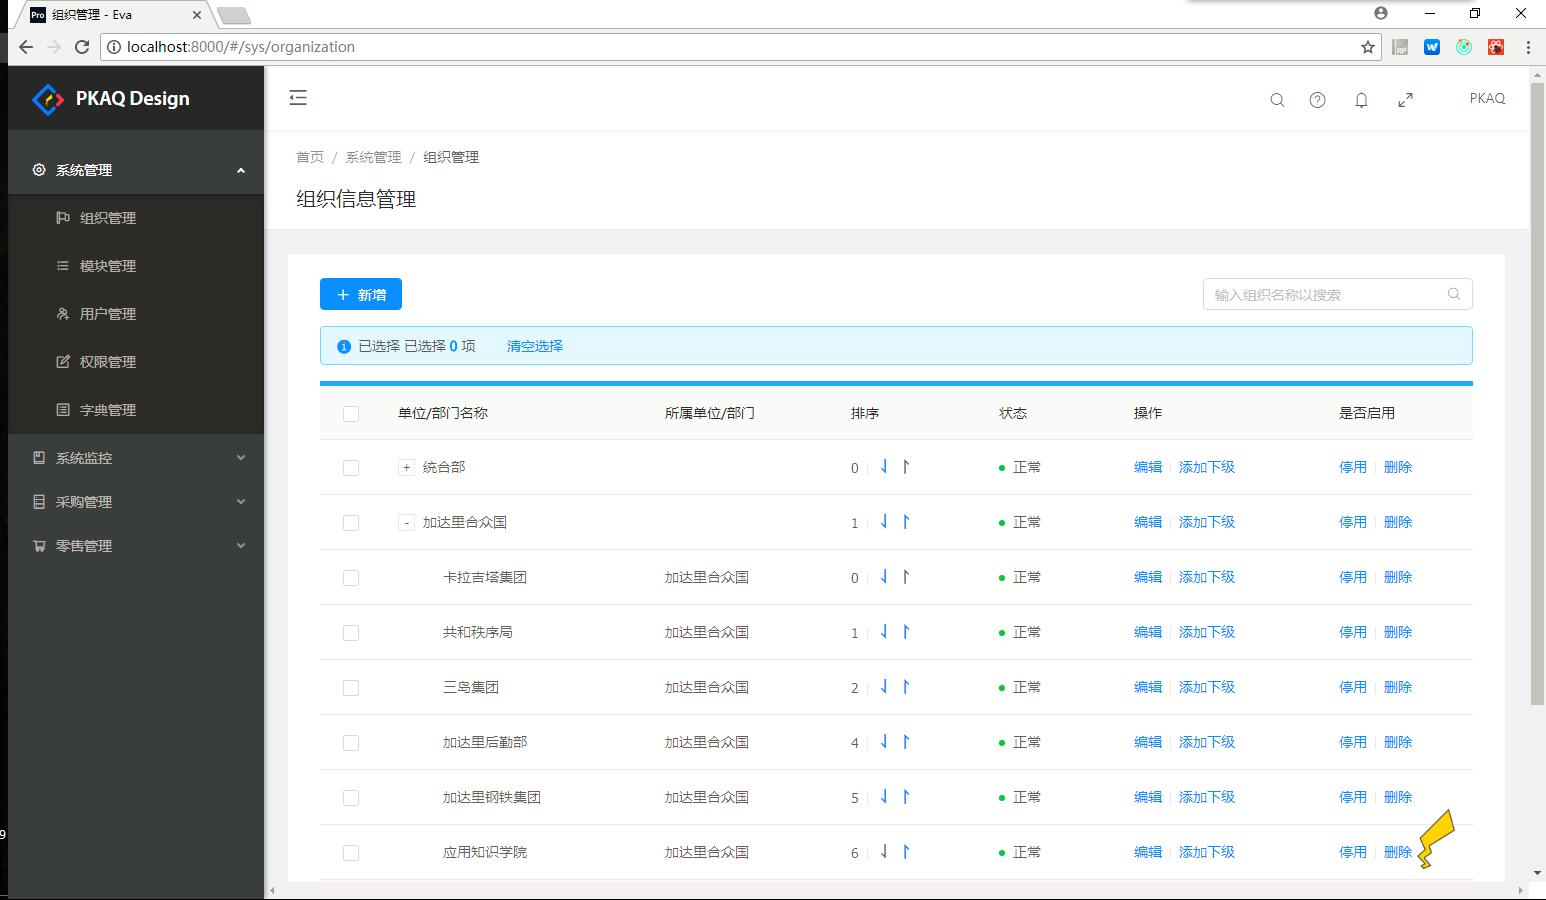 Pro 组织管理 - Eva
localhost:8000/#/sys/organization
RP W
PKAQ Design
PKAQ
系统管理
组织管理
模块管理
用户管理
权限管理
字典管理
系统监控
采购管理
零售管理
首页 / 系统管理 / 组织管理
组织信息管理
+ 新增
输入组织名称以搜索
已选择 已选择 0 项 清空选择
单位/部门名称 所属单位/部门 排序 状态 操作 是否启用
+ 统合部 0 正常 编辑 添加下级 停用 删除
- 加达里合众国 1 正常 编辑 添加下级 停用 删除
卡拉吉塔集团 加达里合众国 0 正常 编辑 添加下级 停用 删除
共和秩序局 加达里合众国 1 正常 编辑 添加下级 停用 删除
三岛集团 加达里合众国 2 正常 编辑 添加下级 停用 删除
加达里后勤部 加达里合众国 4 正常 编辑 添加下级 停用 删除
加达里钢铁集团 加达里合众国 5 正常 编辑 添加下级 停用 删除
应用知识学院 加达里合众国 6 正常 编辑 添加下级 停用 删除
9